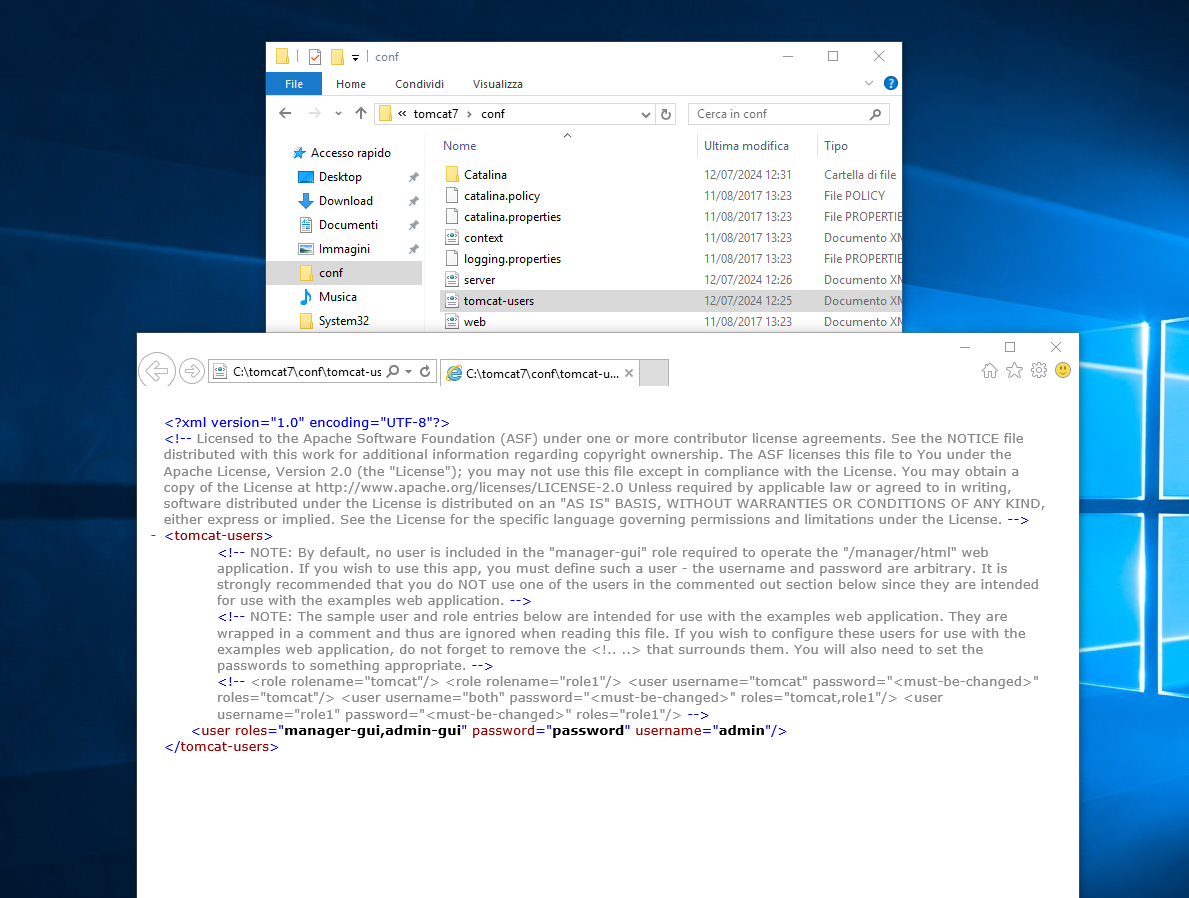 conf
File Home Condividi Visualizza
« tomcat7 › conf Cerca in conf
Nome Ultima modifica Tipo
Accesso rapido
Desktop
Download
Documenti
Immagini
conf
Musica
System32
Catalina 12/07/2024 12:31 Cartella di file
catalina.policy 11/08/2017 13:23 File POLICY
catalina.properties 11/08/2017 13:23 File PROPERTIE
context 11/08/2017 13:23 Documento XM
logging.properties 11/08/2017 13:23 File PROPERTIE
server 12/07/2024 12:26 Documento XM
tomcat-users 12/07/2024 12:25 Documento XM
web 11/08/2017 13:23 Documento XM
C:\tomcat7\conf\tomcat-us C:\tomcat7\conf\tomcat-u...
<?xml version="1.0" encoding="UTF-8"?>
<!-- Licensed to the Apache Software Foundation (ASF) under one or more contributor license agreements. See the NOTICE file
distributed with this work for additional information regarding copyright ownership. The ASF licenses this file to You under the
Apache License, Version 2.0 (the "License"); you may not use this file except in compliance with the License. You may obtain a
copy of the License at http://www.apache.org/licenses/LICENSE-2.0 Unless required by applicable law or agreed to in writing,
software distributed under the License is distributed on an "AS IS" BASIS, WITHOUT WARRANTIES OR CONDITIONS OF ANY KIND,
either express or implied. See the License for the specific language governing permissions and limitations under the License. -->
- <tomcat-users>
<!-- NOTE: By default, no user is included in the "manager-gui" role required to operate the "/manager/html" web
application. If you wish to use this app, you must define such a user - the username and password are arbitrary. It is
strongly recommended that you do NOT use one of the users in the commented out section below since they are intended
for use with the examples web application. -->
<!-- NOTE: The sample user and role entries below are intended for use with the examples web application. They are
wrapped in a comment and thus are ignored when reading this file. If you wish to configure these users for use with the
examples web application, do not forget to remove the <!.. ..> that surrounds them. You will also need to set the
passwords to something appropriate. -->
<!-- <role rolename="tomcat"/> <role rolename="role1"/> <user username="tomcat" password="<must-be-changed>"
roles="tomcat"/> <user username="both" password="<must-be-changed>" roles="tomcat,role1"/> <user
username="role1" password="<must-be-changed>" roles="role1"/> -->
<user roles="manager-gui,admin-gui" password="password" username="admin"/>
</tomcat-users>